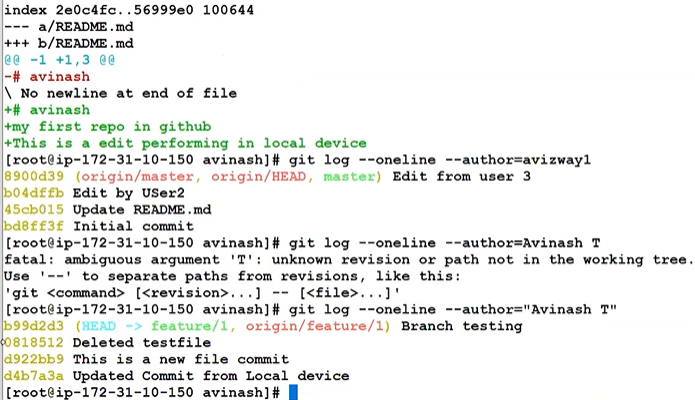 index 2e0c4fc..56999e0 100644
--- a/README.md
+++ b/README.md
@@ -1 +1,3 @@
-# avinash
\ No newline at end of file
+# avinash
+my first repo in github
+This is a edit performing in local device
[root@ip-172-31-10-150 avinash]# git log --oneline --author=avizway1
8900d39 (origin/master, origin/HEAD, master) Edit from user 3
b04dffb Edit by USer2
45cb015 Update README.md
bd8ff3f Initial commit
[root@ip-172-31-10-150 avinash]# git log --oneline --author=Avinash T
fatal: ambiguous argument 'T': unknown revision or path not in the working tree.
Use '--' to separate paths from revisions, like this:
'git <command> [<revision>...] -- [<file>...]'
[root@ip-172-31-10-150 avinash]# git log --oneline --author="Avinash T"
b99d2d3 (HEAD -> feature/1, origin/feature/1) Branch testing
0818512 Deleted testfile
d922bb9 This is a new file commit
d4b7a3a Updated Commit from Local device
[root@ip-172-31-10-150 avinash]#